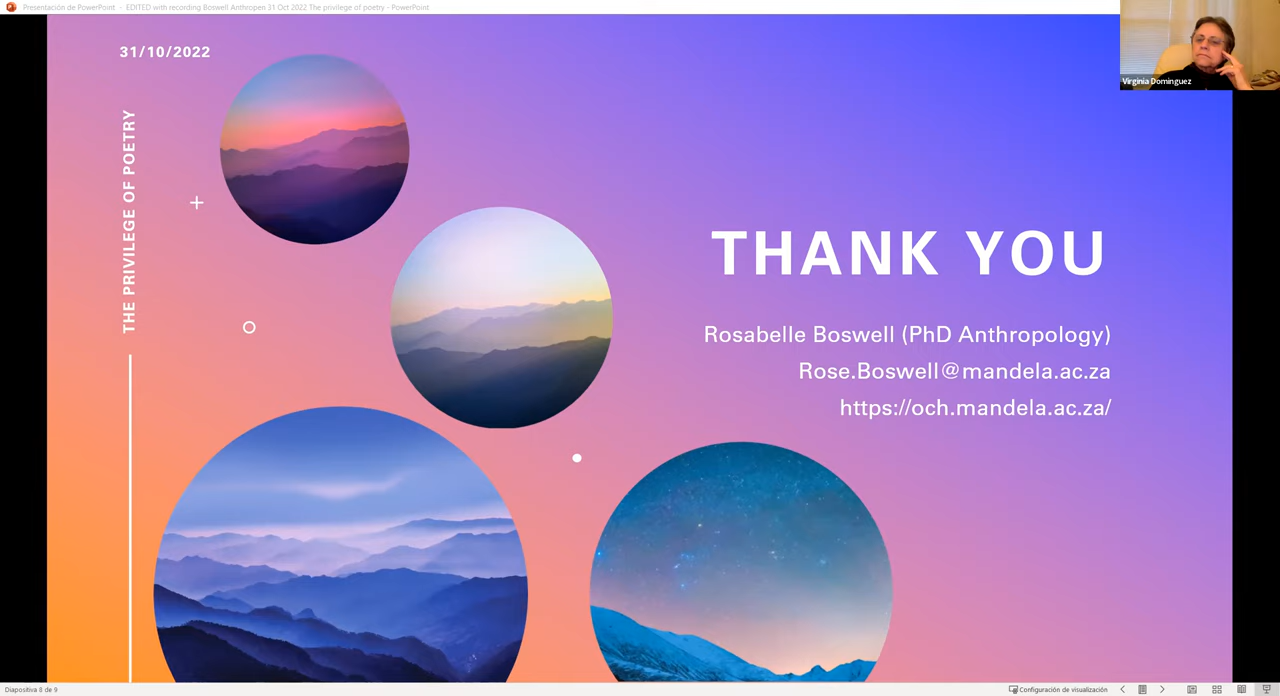 Presentación de PowerPoint - EDITED with recording Boswell Anthropen 31 Oct 2022 The privilege of poetry - PowerPoint
31/10/2022
THE PRIVILEGE OF POETRY
Virginia Dominguez
THANK YOU
Rosabelle Boswell (PhD Anthropology)
Rose.Boswell@mandela.ac.za
https://och.mandela.ac.za/
Diapositiva 8 de 9
Configuración de visualización